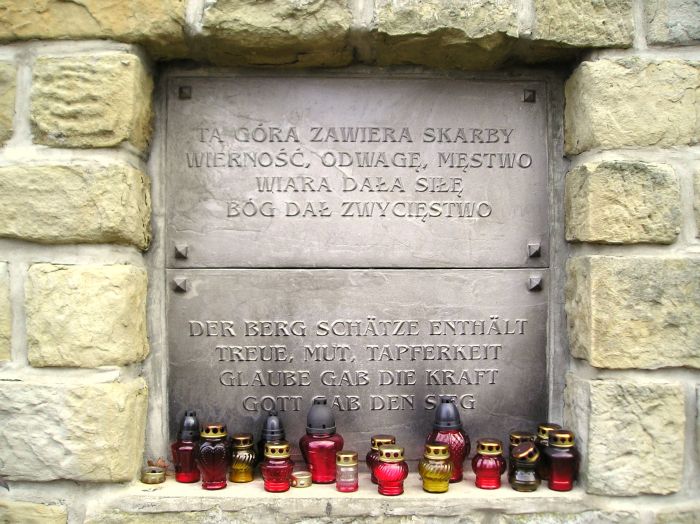 TA GÓRA ZAWIERA SKARBY
WIERNOŚĆ, ODWAGĘ, MĘSTWO
WIARA DAŁA SIŁĘ
BÓG DAŁ ZWYCIĘSTWO
DER BERG SCHÄTZE ENTHÄLT
TREUE, MUT, TAPFERKEIT
GLAUBE GAB DIE KRAFT
GOTT GAB DEN SIEG